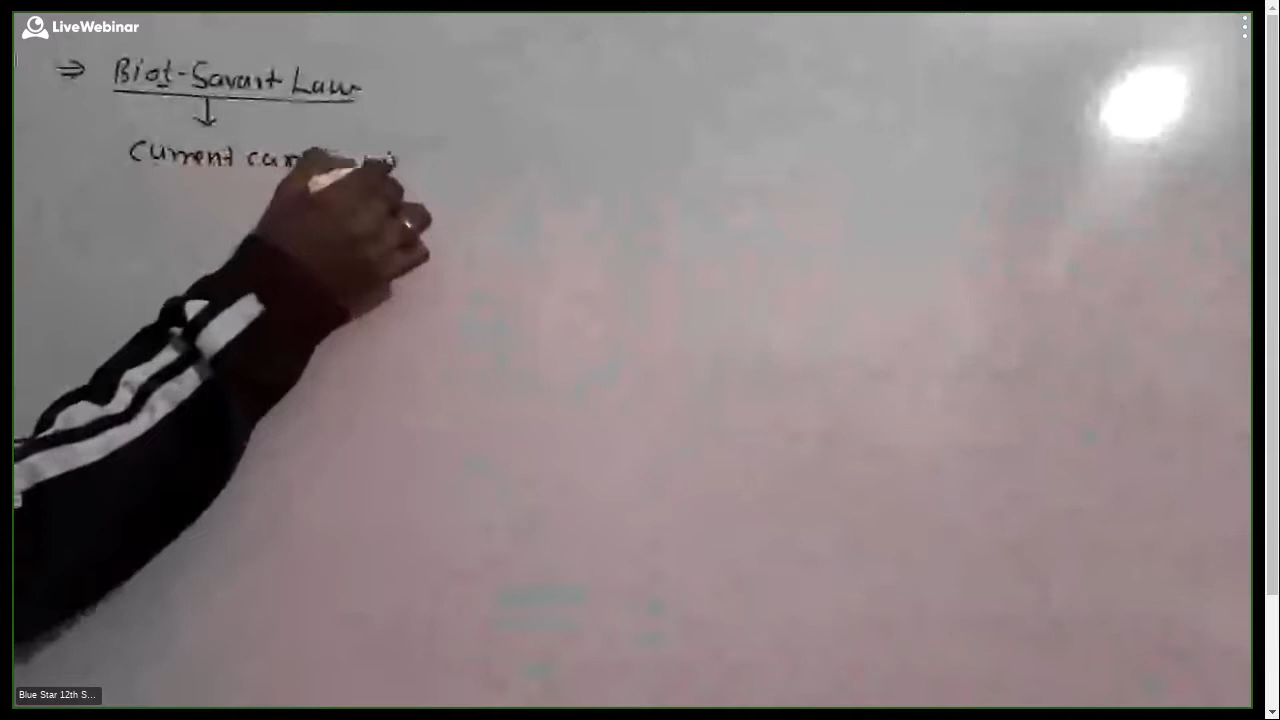 LiveWebinar
⇒ Biot-Savart Law
↓
Current
Blue Star 12th S...